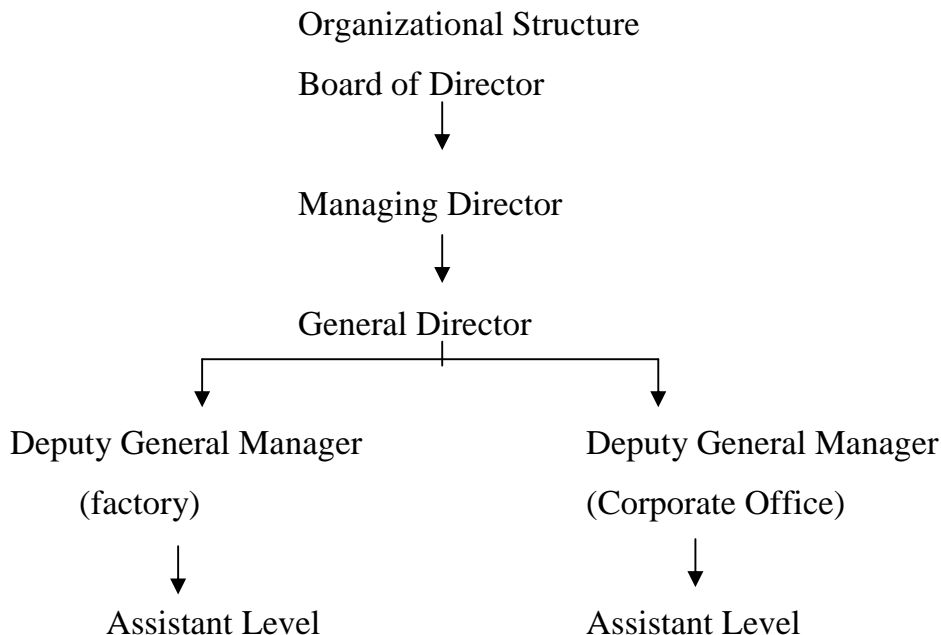 Organizational Structure
Board of Director
Managing Director
General Director
Deputy General Manager
(factory)
Assistant Level
Deputy General Manager
(Corporate Office)
Assistant Level